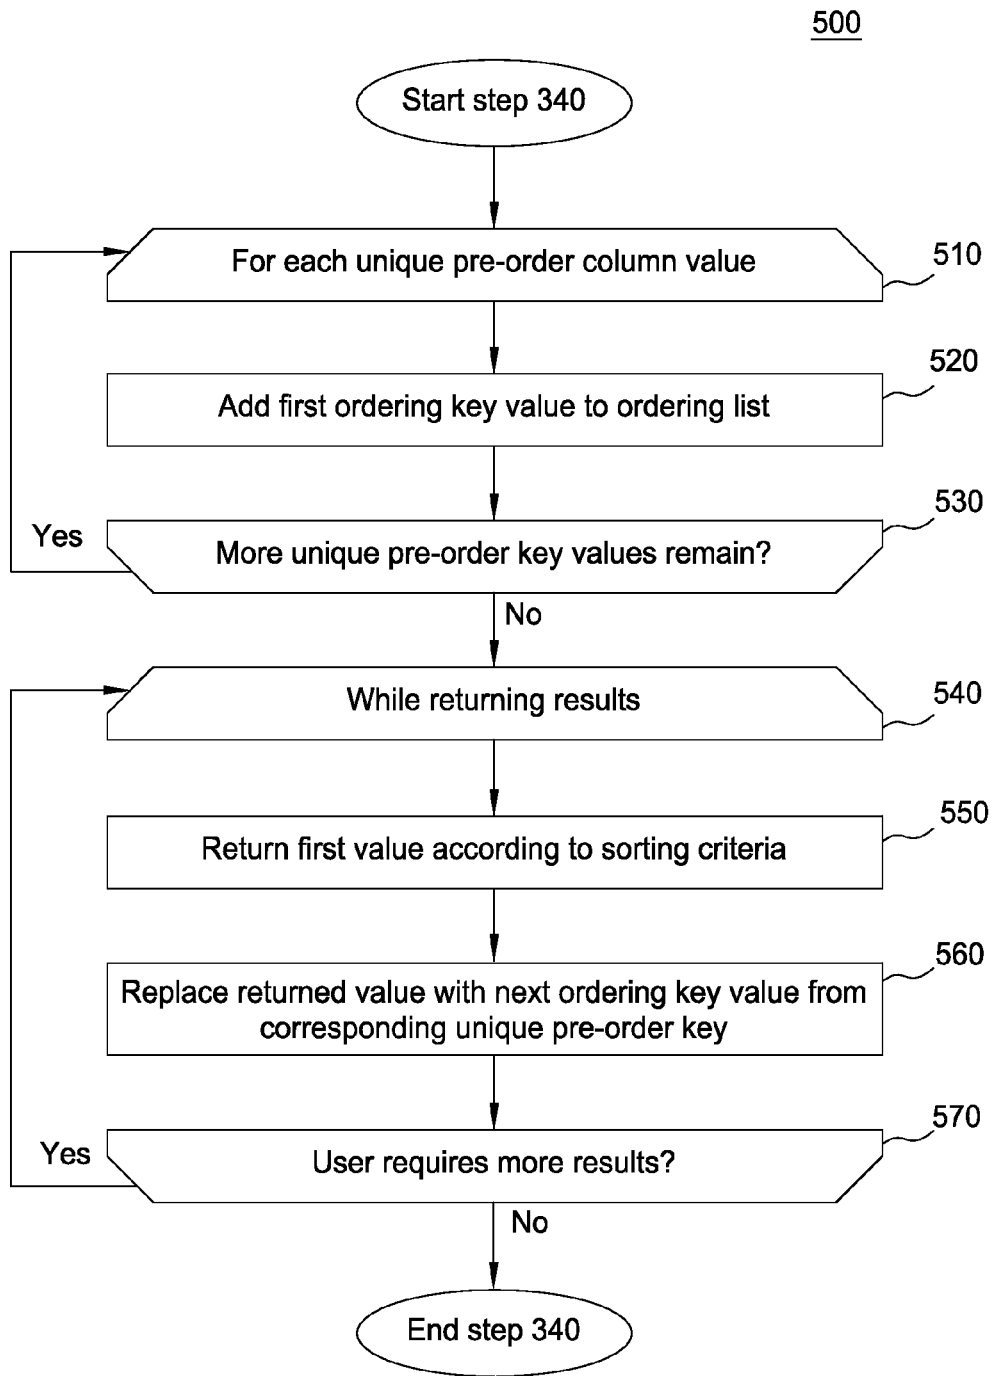 500
Start step 340
For each unique pre-order column value
510
520
Add first ordering key value to ordering list
530
Yes
More unique pre-order key values remain?
No
While returning results
540
550
Return first value according to sorting criteria
560
Replace returned value with next ordering key value from
corresponding unique pre-order key
570
Yes
User requires more results?
No
End step 340